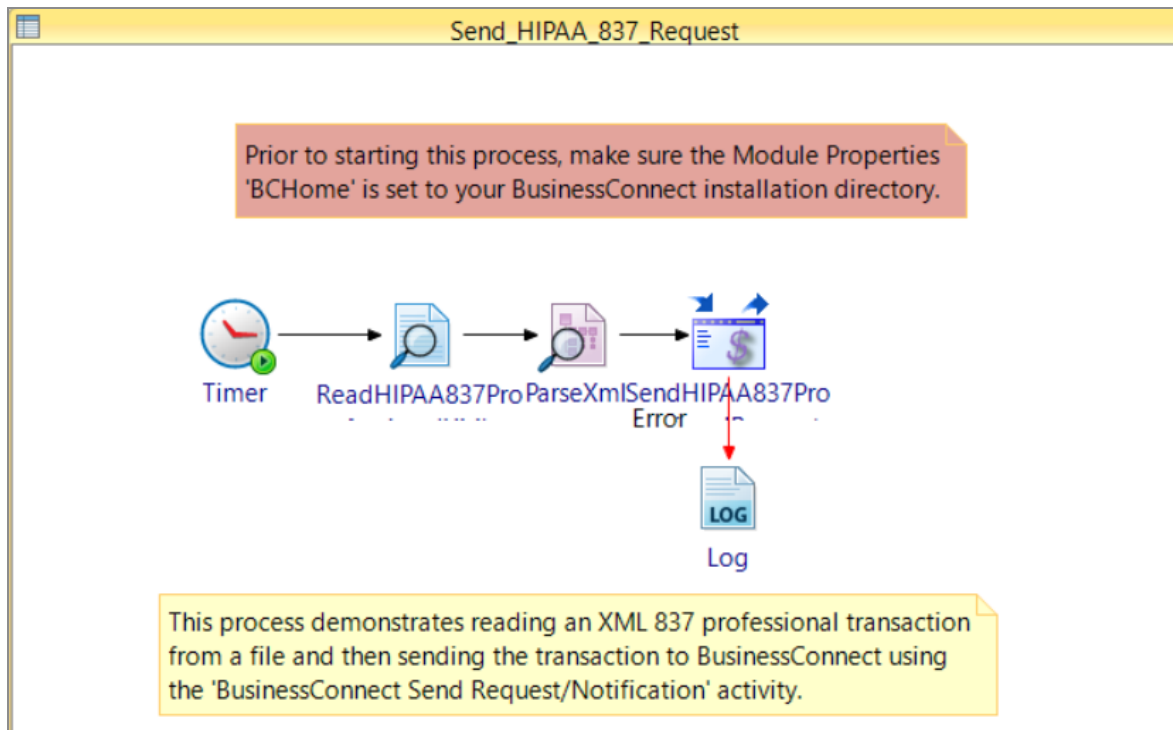 Send_HIPAA_837_Request
Prior to starting this process, make sure the Module Properties
'BCHome' is set to your BusinessConnect installation directory.
Timer
ReadHIPAA837Pro
ParseXml
SendHIPAA837Pro
Error
LOG
Log
This process demonstrates reading an XML 837 professional transaction
from a file and then sending the transaction to BusinessConnect using
the 'BusinessConnect Send Request/Notification' activity.